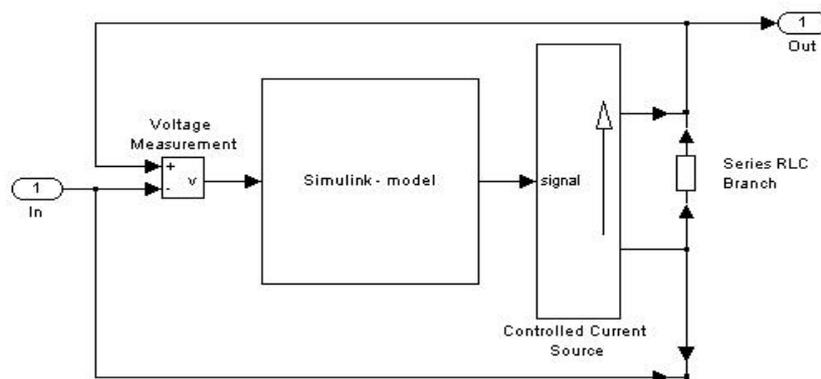 1
Out
Voltage
Measurement
+
-
v
1
In
Simulink - model
signal
Series RLC
Branch
Controlled Current
Source